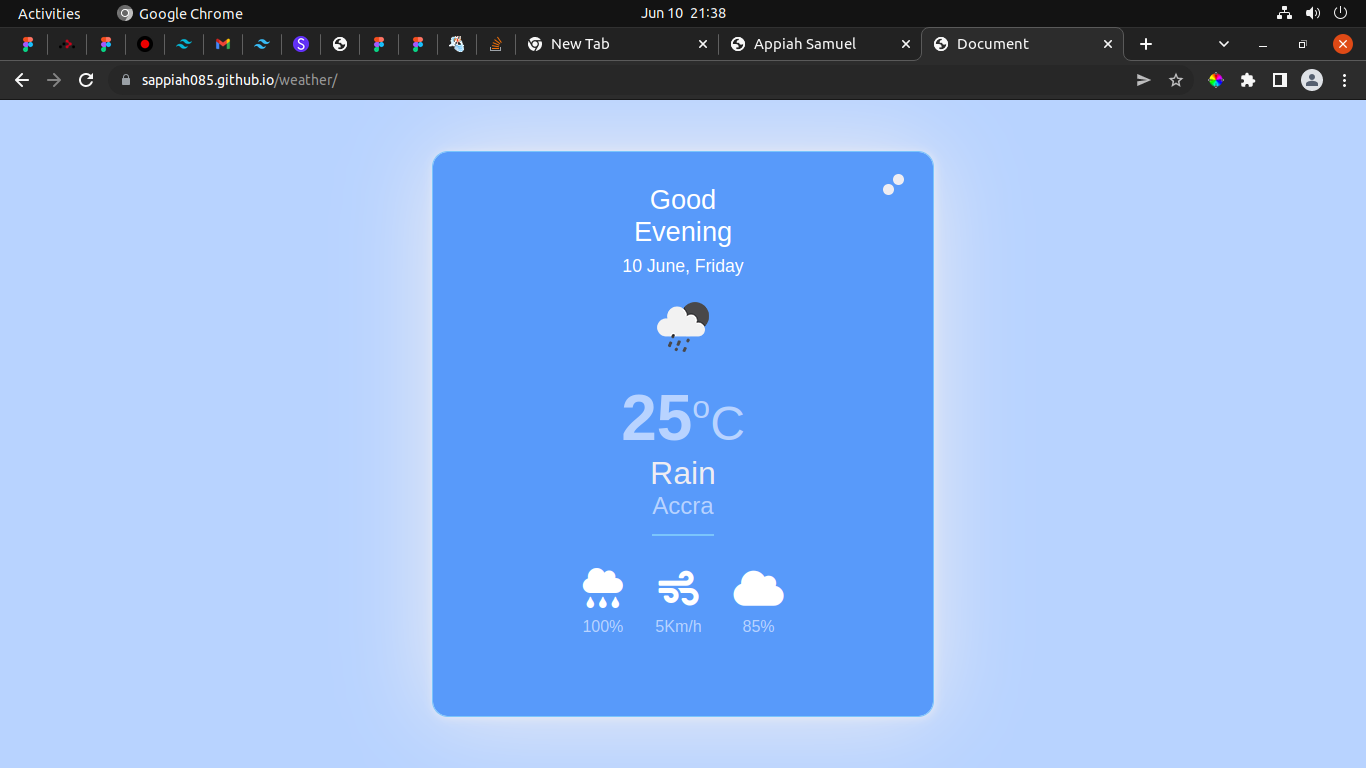 Activities
Google Chrome
Jun 10 21:38
S
New Tab
Appiah Samuel
Document
sappiah085.github.io/weather/
Good
Evening
10 June, Friday
25°C
Rain
Accra
100%
5Km/h
85%